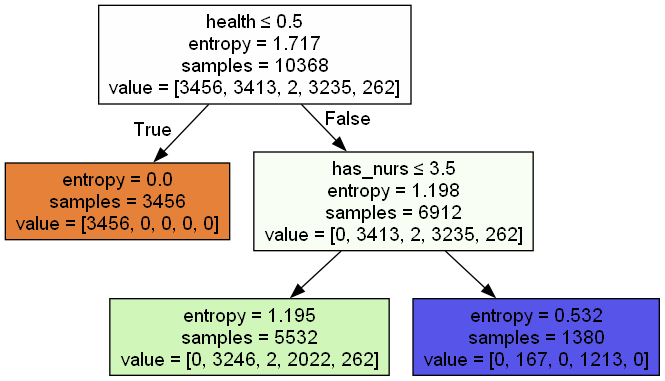 health ≤ 0.5
entropy = 1.717
samples = 10368
value = [3456, 3413, 2, 3235, 262]
True
False
entropy = 0.0
samples = 3456
value = [3456, 0, 0, 0, 0]
has_nurs ≤ 3.5
entropy = 1.198
samples = 6912
value = [0, 3413, 2, 3235, 262]
entropy = 1.195
samples = 5532
value = [0, 3246, 2, 2022, 262]
entropy = 0.532
samples = 1380
value = [0, 167, 0, 1213, 0]